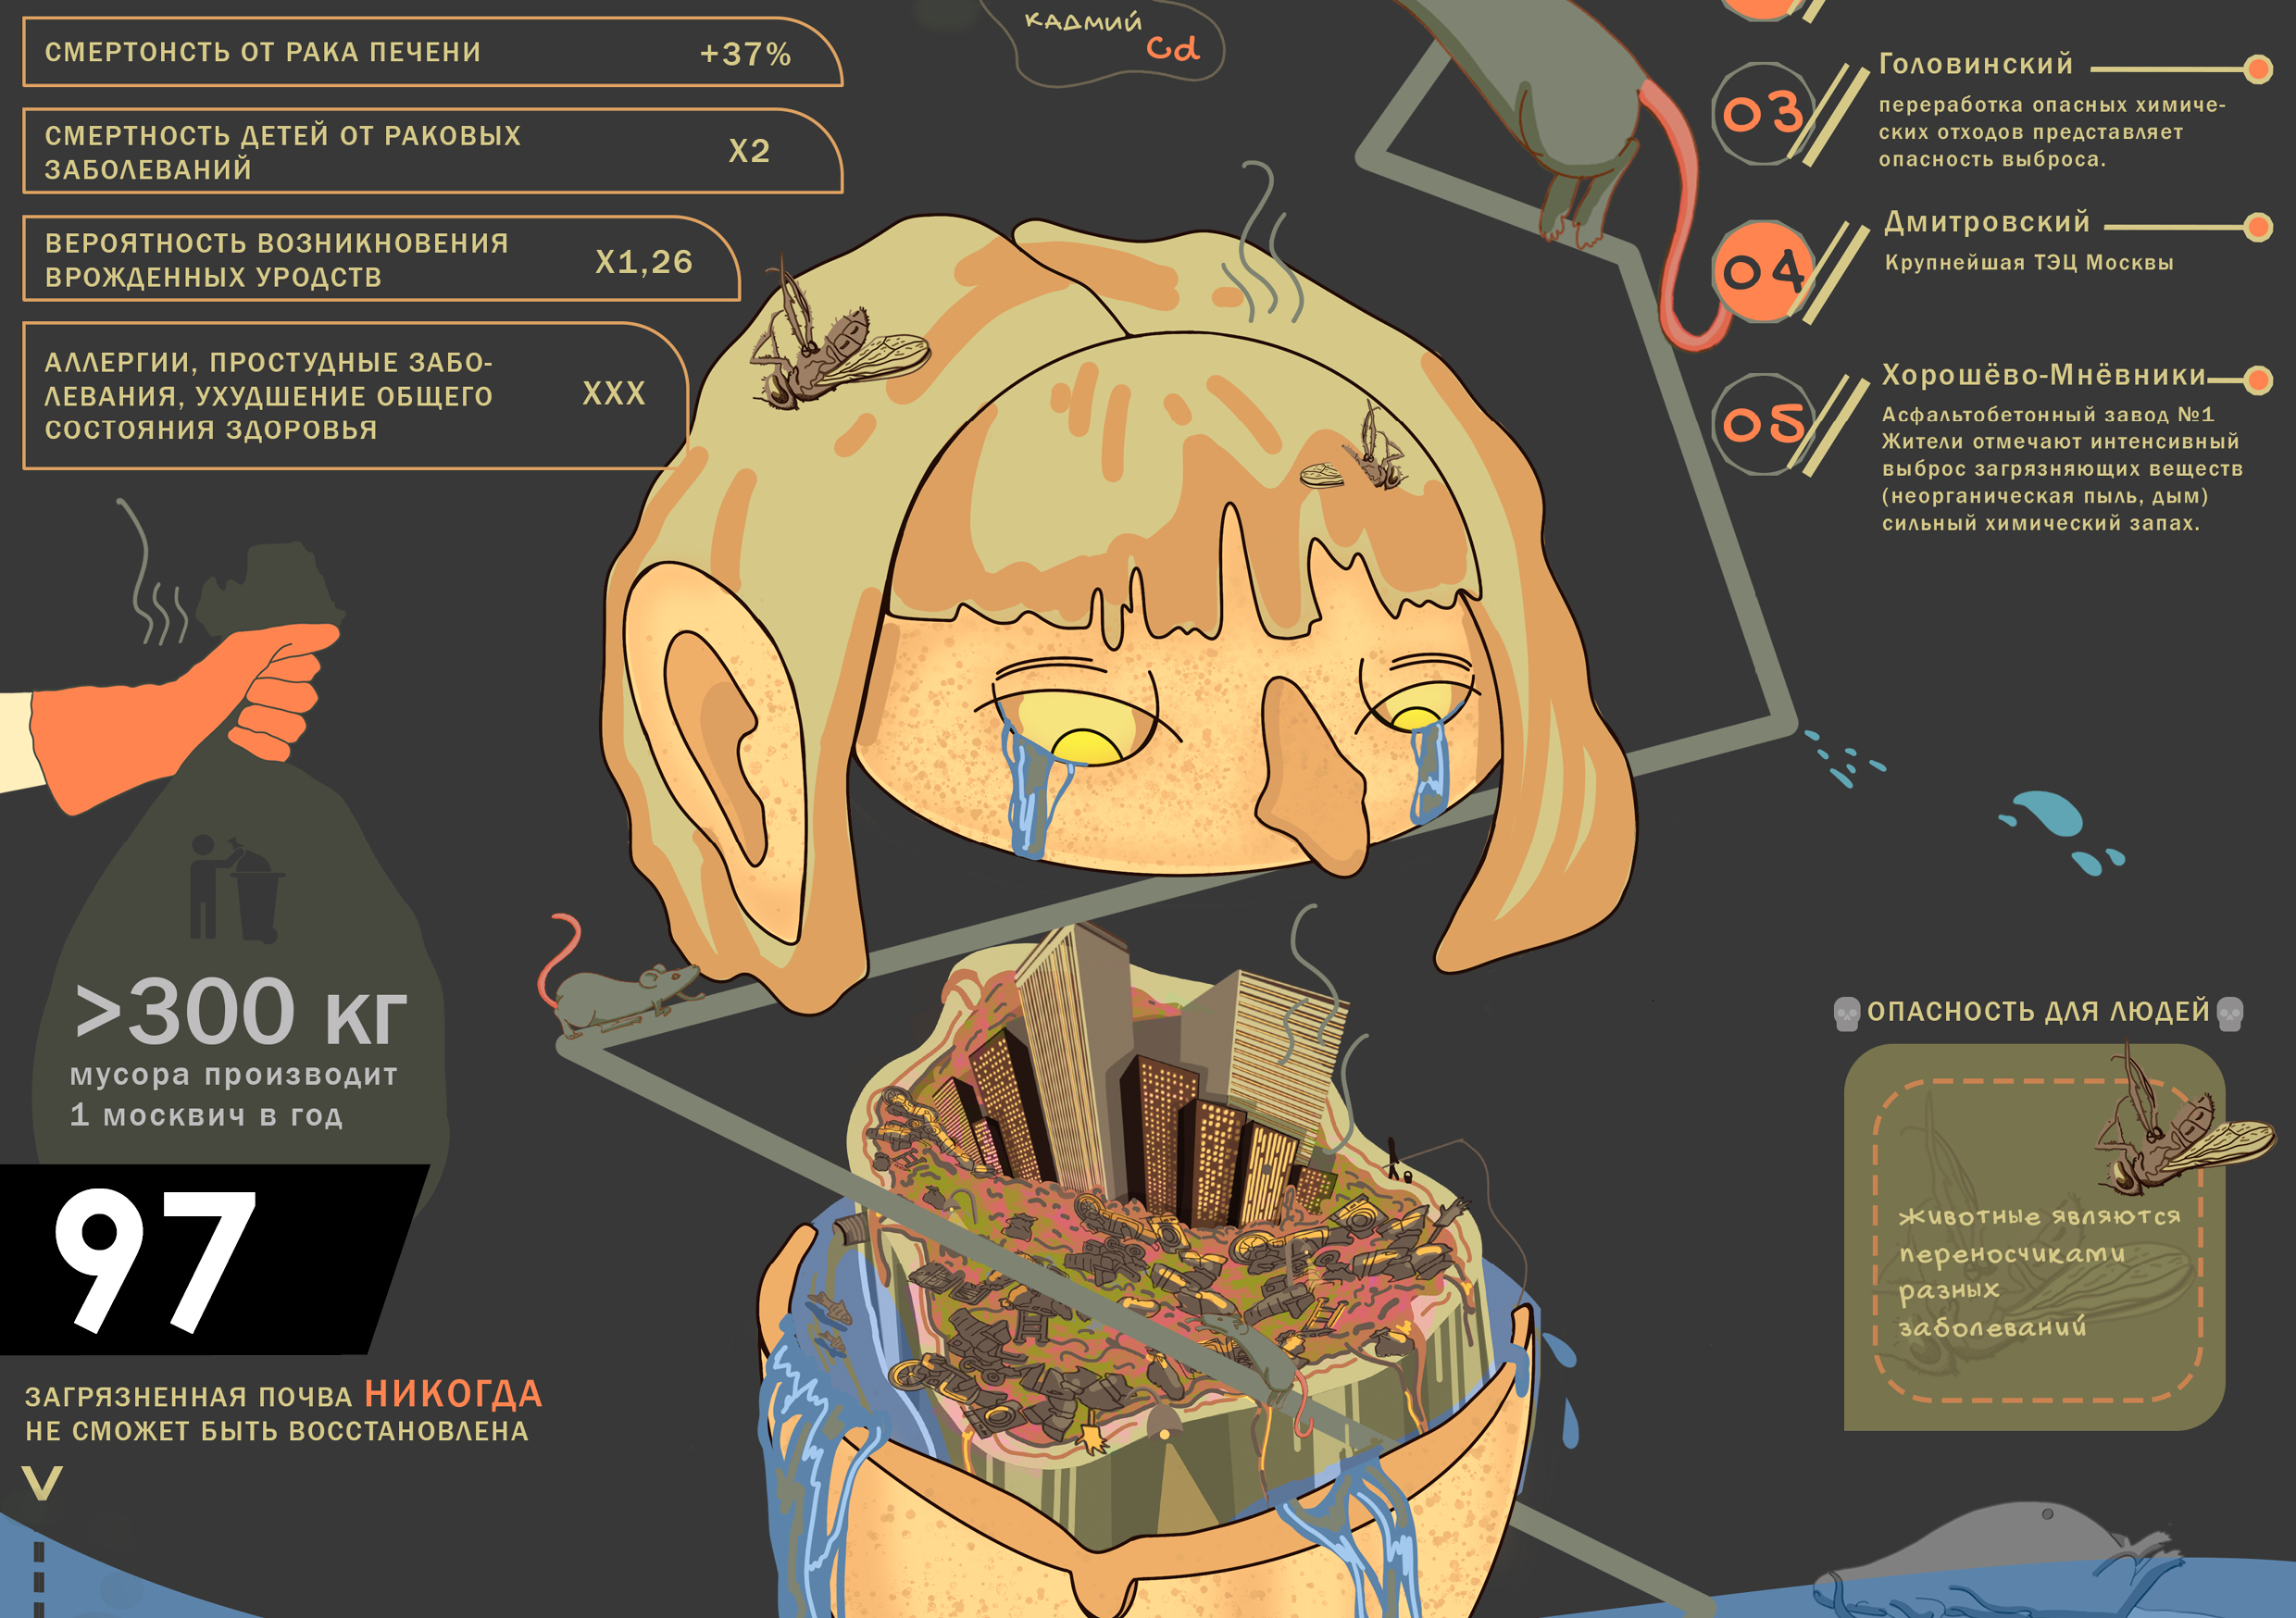 СМЕРТОНСТЬ ОТ РАКА ПЕЧЕНИ
+37%
СМЕРТНОСТЬ ДЕТЕЙ ОТ РАКОВЫХ
ЗАБОЛЕВАНИЙ
X2
ВЕРОЯТНОСТЬ ВОЗНИКНОВЕНИЯ
ВРОЖДЕННЫХ УРОДСТВ
X1,26
АЛЛЕРГИИ, ПРОСТУДНЫЕ ЗАБО-
ЛЕВАНИЯ, УХУДШЕНИЕ ОБЩЕГО
СОСТОЯНИЯ ЗДОРОВЬЯ
XXX
кадмий
Cd
03
Головинский
переработка опасных химиче-
ских отходов представляет
опасность выброса.
04
Дмитровский
Крупнейшая ТЭЦ Москвы
05
Хорошёво-Мнёвники
Асфальтобетонный завод №1
Жители отмечают интенсивный
выброс загрязняющих веществ
(неорганическая пыль, дым)
сильный химический запах.
>300 кг
мусора производит
1 москвич в год
97
ЗАГРЯЗНЕННАЯ ПОЧВА НИКОГДА
НЕ СМОЖЕТ БЫТЬ ВОССТАНОВЛЕНА
ОПАСНОСТЬ ДЛЯ ЛЮДЕЙ
животные являются
переносчиками
разных
заболеваний